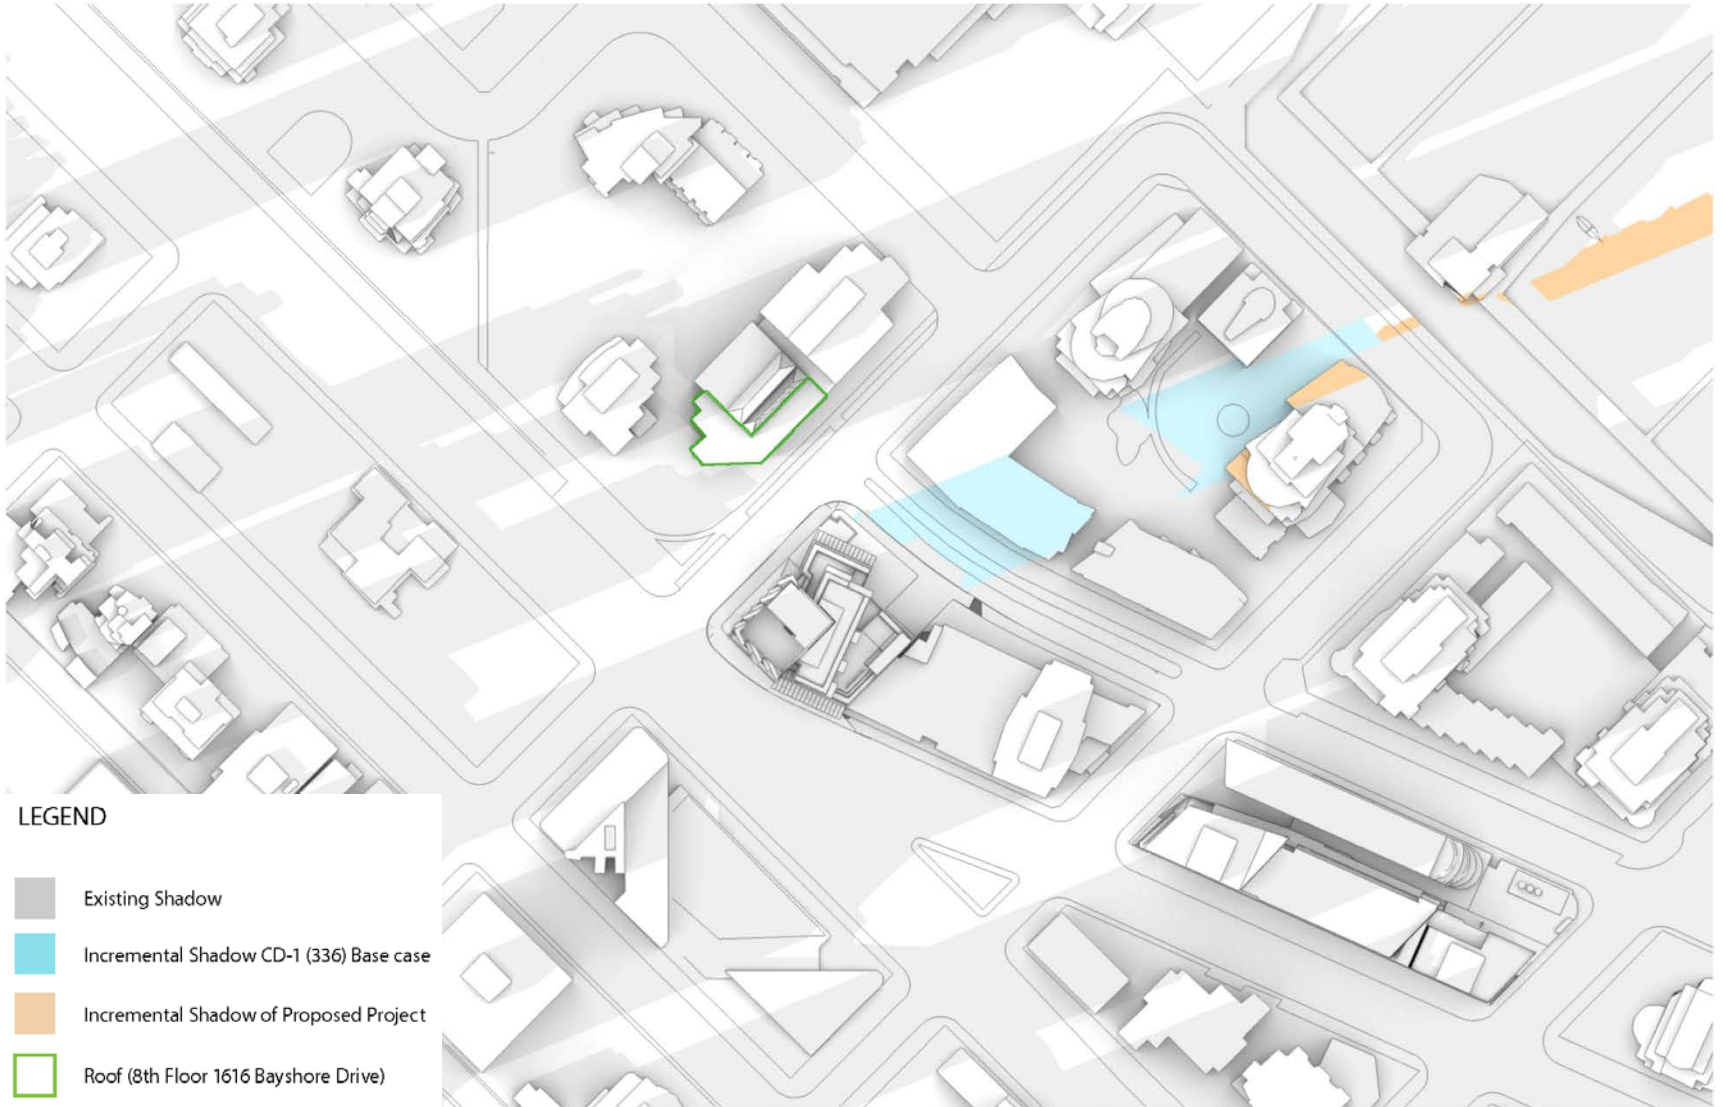 LEGEND
Existing Shadow
Incremental Shadow CD-1 (336) Base case
Incremental Shadow of Proposed Project
Roof (8th Floor 1616 Bayshore Drive)